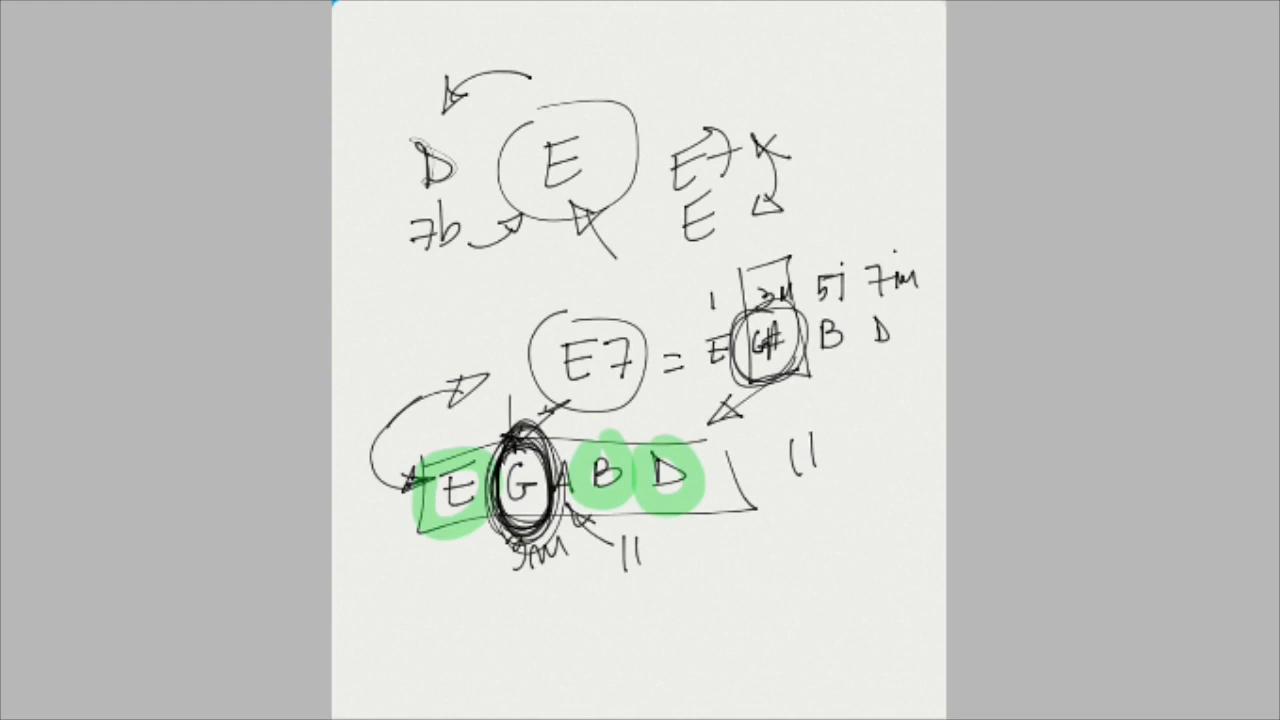 D E E7
7b E
1 3M 5j 7m
E7 = E G# B D
E G A B D 11
3m 11